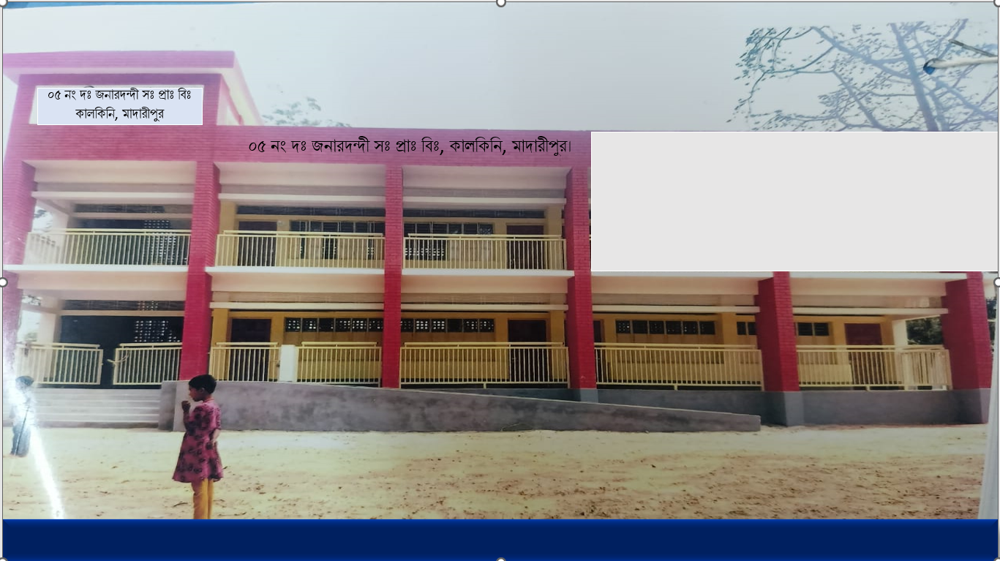 ০৫ নং দঃ জনারদন্দী সঃ প্রাঃ বিঃ
কালকিনি, মাদারীপুর
০৫ নং দঃ জনারদন্দী সঃ প্রাঃ বিঃ, কালকিনি, মাদারীপুর।